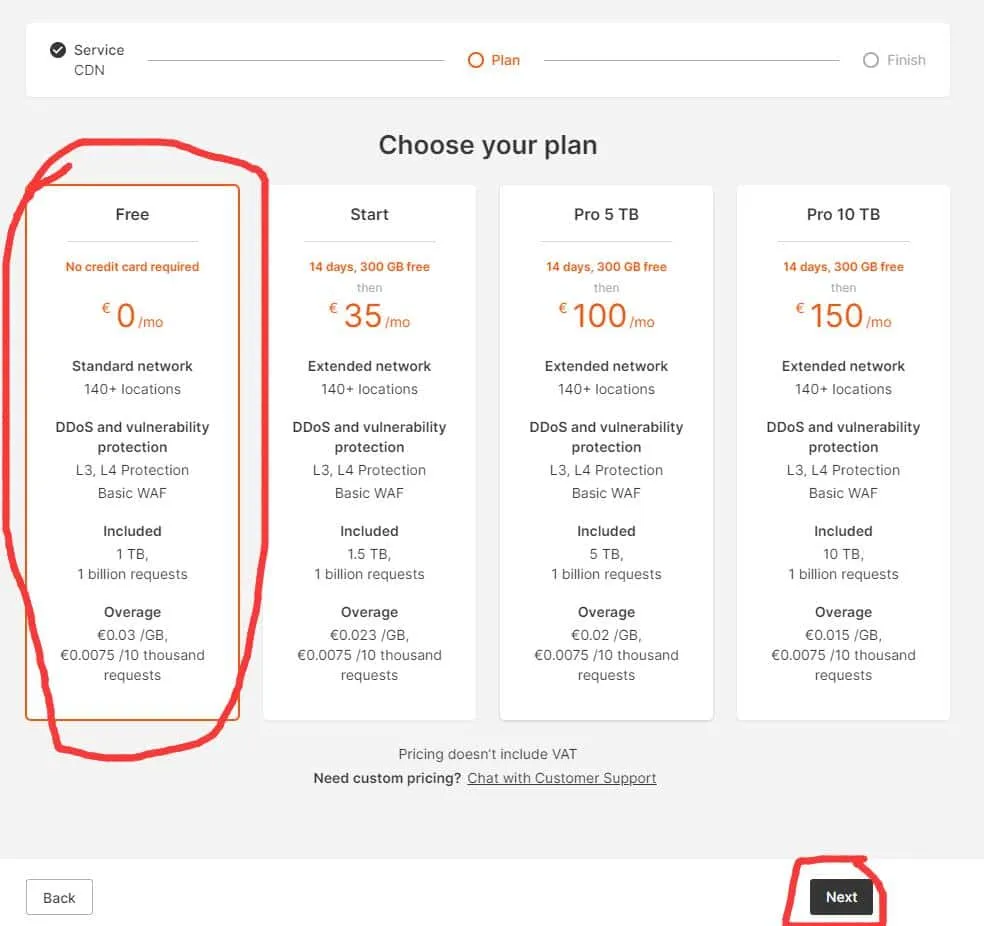 Service
CDN
Plan
Finish
Choose your plan
Free
No credit card required
€ 0 /mo
Standard network
140+ locations
DDoS and vulnerability
protection
L3, L4 Protection
Basic WAF
Included
1 TB,
1 billion requests
Overage
€0.03 /GB,
€0.0075 /10 thousand
requests
Start
14 days, 300 GB free
then
€ 35 /mo
Extended network
140+ locations
DDoS and vulnerability
protection
L3, L4 Protection
Basic WAF
Included
1.5 TB,
1 billion requests
Overage
€0.023 /GB,
€0.0075 /10 thousand
requests
Pro 5 TB
14 days, 300 GB free
then
€ 100 /mo
Extended network
140+ locations
DDoS and vulnerability
protection
L3, L4 Protection
Basic WAF
Included
5 TB,
1 billion requests
Overage
€0.02 /GB,
€0.0075 /10 thousand
requests
Pro 10 TB
14 days, 300 GB free
then
€ 150 /mo
Extended network
140+ locations
DDoS and vulnerability
protection
L3, L4 Protection
Basic WAF
Included
10 TB,
1 billion requests
Overage
€0.015 /GB,
€0.0075 /10 thousand
requests
Pricing doesn't include VAT
Need custom pricing? Chat with Customer Support
Back
Next